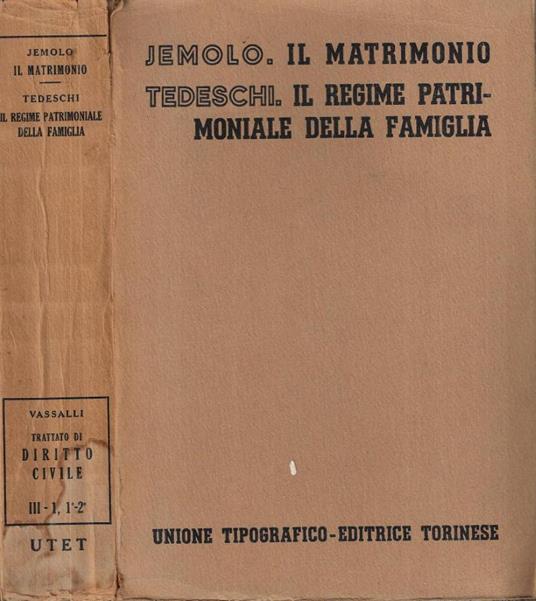 JEMOLO
IL MATRIMONIO
TEDESCHI
IL REGIME PATRIMONIALE
DELLA FAMIGLIA
VASSALLI
TRATTATO DI
DIRITTO
CIVILE
III - 1, 1°-2°
UTET
JEMOLO. IL MATRIMONIO
TEDESCHI. IL REGIME PATRI-
MONIALE DELLA FAMIGLIA
UNIONE TIPOGRAFICO-EDITRICE TORINESE